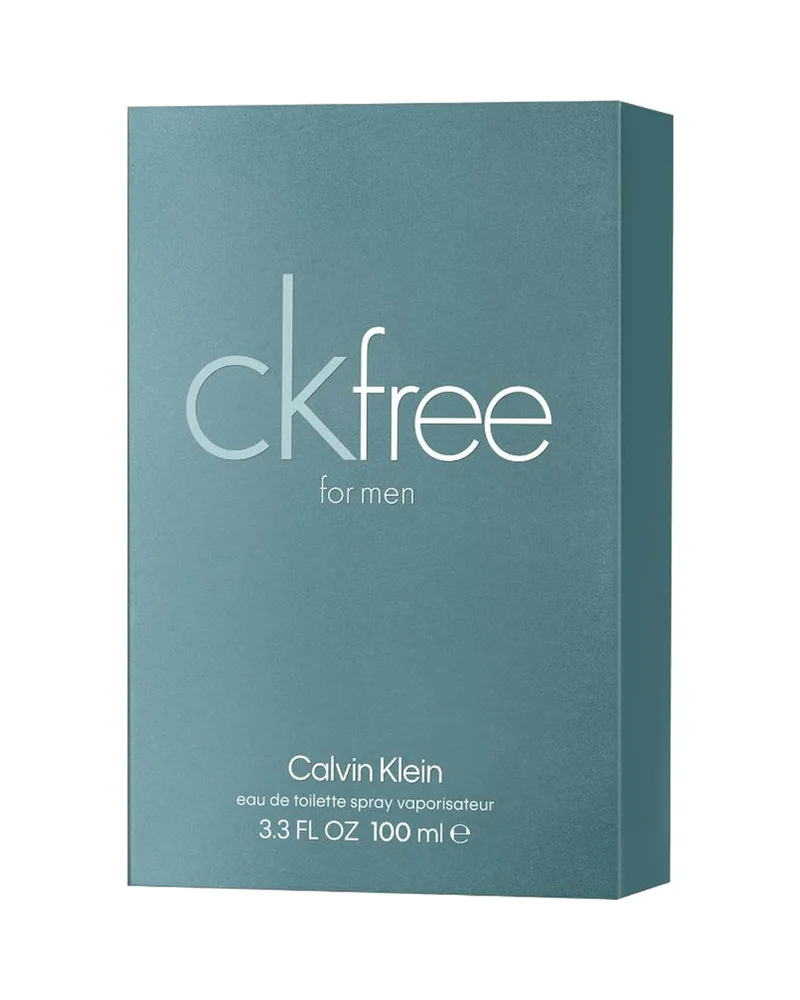 ckfree
for men
Calvin Klein
eau de toilette spray vaporisateur
3.3 FL OZ 100 ml ℮